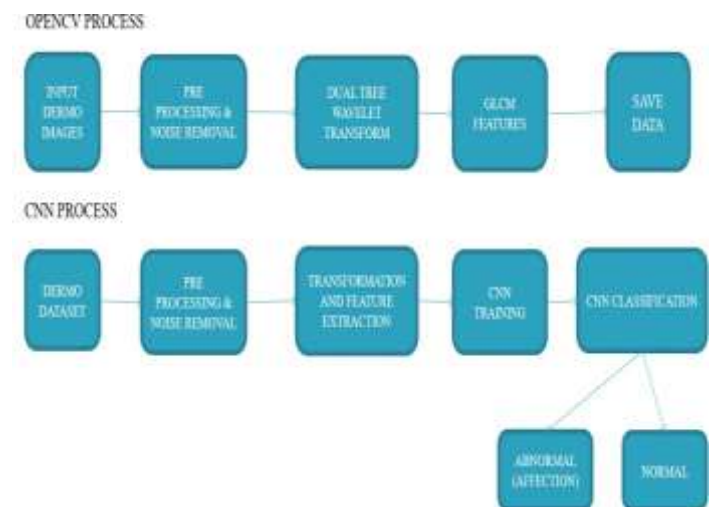 OPENCV PROCESS
INPUT
DERMO
IMAGES
PRE
PROCESSING &
NOISE REMOVAL
DUAL TREE
WAVELET
TRANSFORM
GLCM
FEATURES
SAVE
DATA
CNN PROCESS
DERMO
DATASET
PRE
PROCESSING &
NOISE REMOVAL
TRANSFORMATION
AND FEATURE
EXTRACTION
CNN
TRAINING
CNN CLASSIFICATION
ABNORMAL
(AFFECTION)
NORMAL